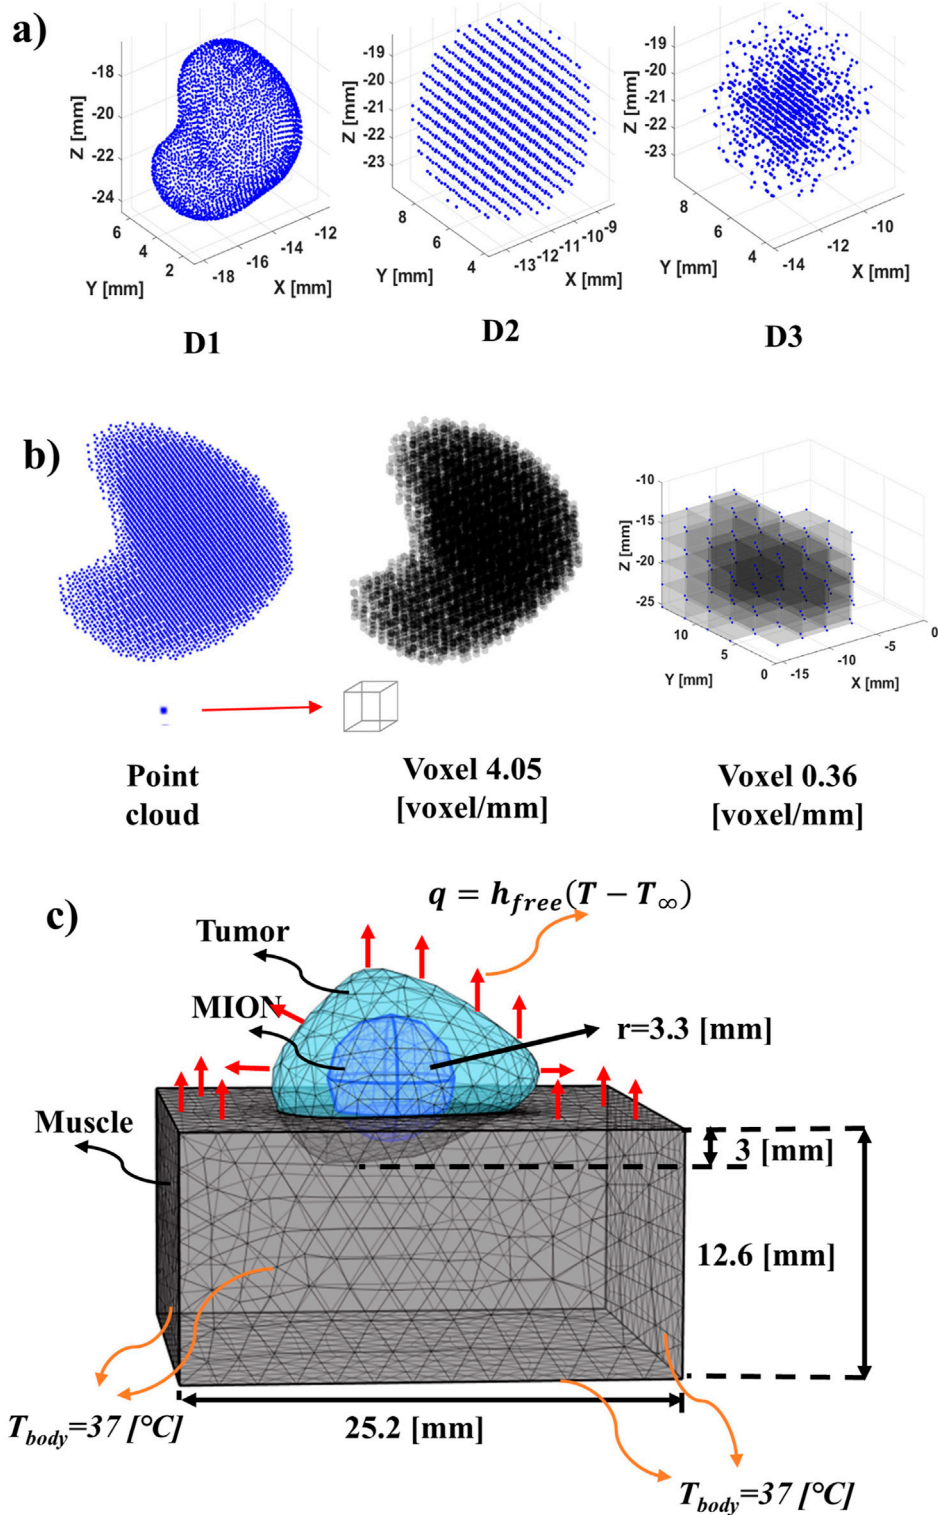 a)
-18
-20
-22
-24
Z [mm]
6
4
2
Y [mm]
-18
-16
-14
-12
X [mm]
D1
-19
-20
-21
-22
-23
Z [mm]
8
6
4
Y [mm]
-13
-12
-11
-10
-9
X [mm]
D2
-19
-20
-21
-22
-23
Z [mm]
8
6
4
Y [mm]
-14
-12
-10
X [mm]
D3
b)
-10
-15
-20
-25
Z [mm]
10
5
0
Y [mm]
-15
-10
-5
0
X [mm]
Point
cloud
Voxel 4.05
[voxel/mm]
Voxel 0.36
[voxel/mm]
c)
q = h_free(T − T_∞)
Tumor
MION
r=3.3 [mm]
Muscle
3 [mm]
12.6 [mm]
25.2 [mm]
T_body=37 [°C]
T_body=37 [°C]